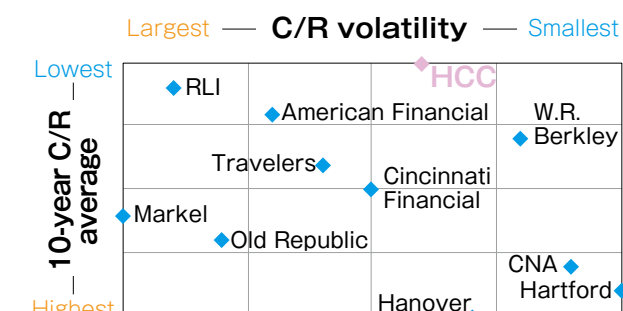 Largest — C/R volatility — Smallest
Lowest
10-year C/R
average
Highest
HCC
RLI
American Financial
W.R.
Berkley
Travelers
Cincinnati
Financial
Markel
Old Republic
CNA
Hartford
Hanover